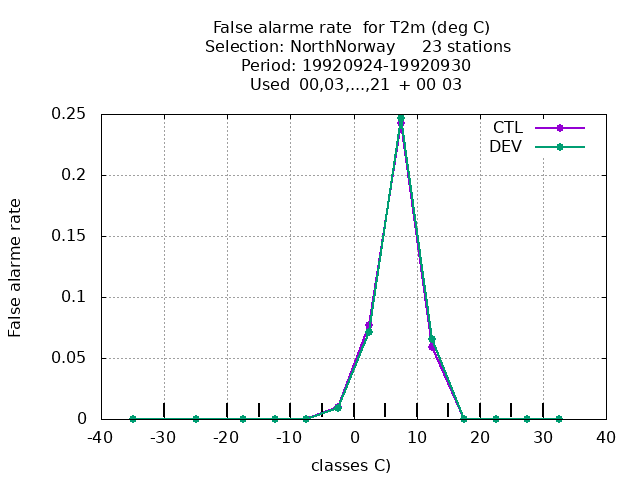 False alarme rate  for T2m (deg C)
Selection: NorthNorway     23 stations
Period: 19920924-19920930
Used  00,03,...,21  + 00 03
CTL
DEV
False alarme rate
0.25
0.2
0.15
0.1
0.05
0
-40 -30 -20 -10 0 10 20 30 40
classes C)